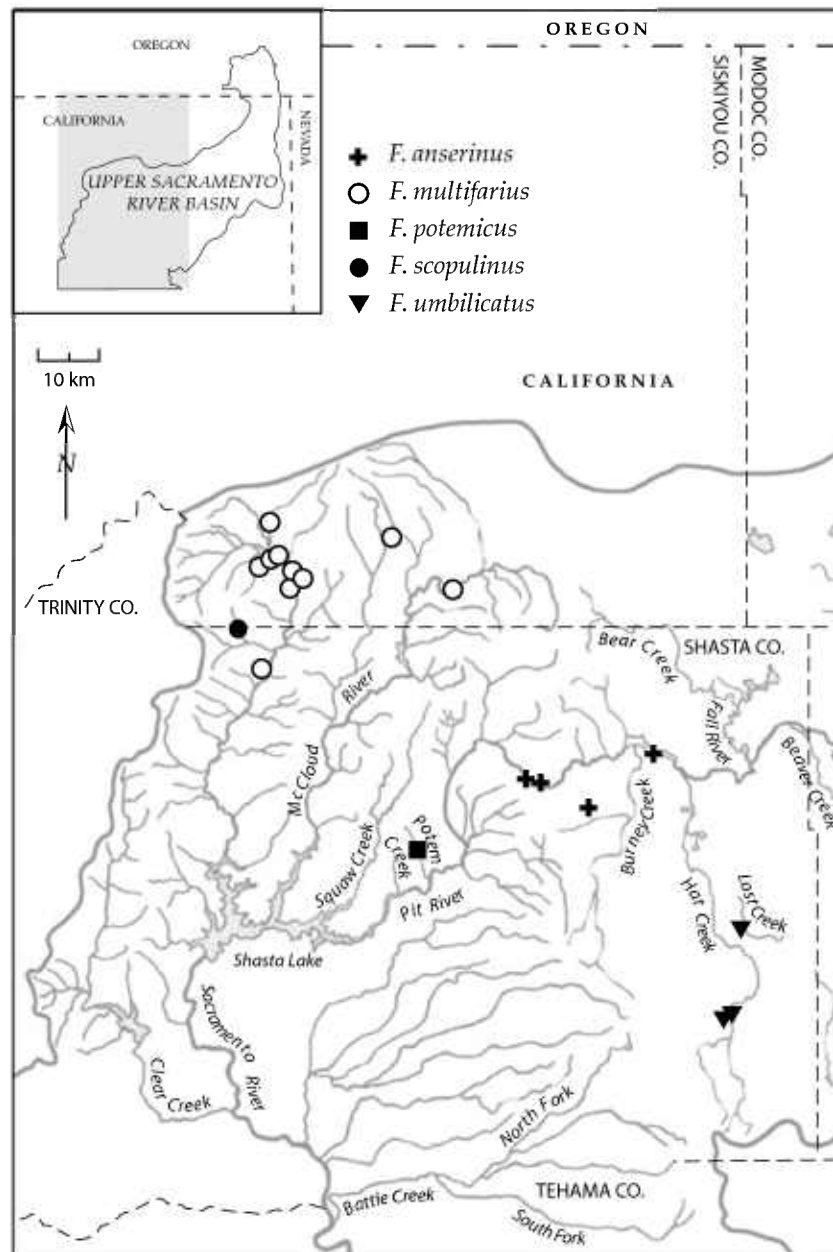 OREGON
OREGON
CALIFORNIA
NEVADA
UPPER SACRAMENTO
RIVER BASIN
SISKIYOU CO.
MODOC CO.
F. anserinus
F. multifarius
F. potemicus
F. scopulinus
F. umbilicatus
10 km
CALIFORNIA
N
TRINITY CO.
Bear Creek
SHASTA CO.
River
McCloud
Fall River
Beaver Creek
Burney Creek
Potem
Creek
Squaw Creek
Pit River
Hat Creek
Lost Creek
Shasta Lake
Sacramento
River
Clear Creek
North Fork
Battle Creek
TEHAMA CO.
South Fork